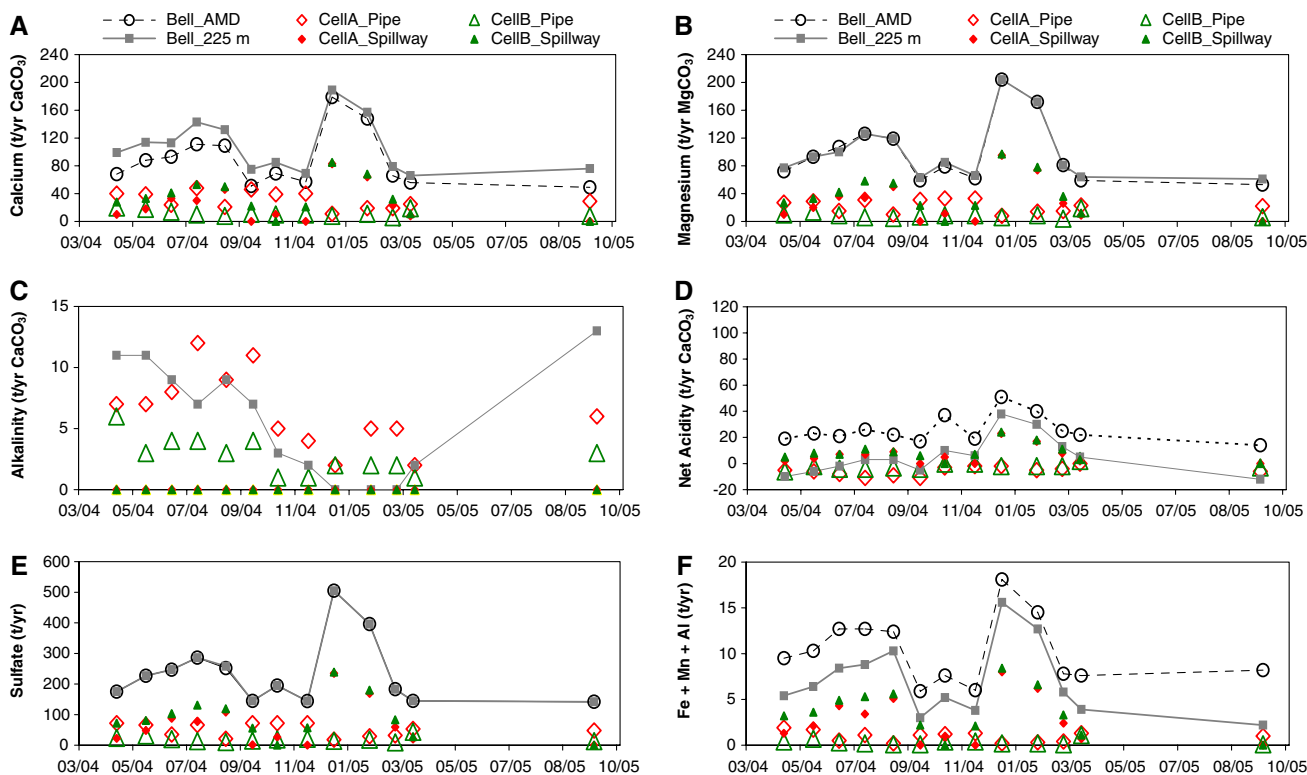 A
Bell_AMD CellA_Pipe CellB_Pipe
Bell_225 m CellA_Spillway CellB_Spillway
Calcium (t/yr CaCO₃)
240
200
160
120
80
40
0
03/04 05/04 07/04 09/04 11/04 01/05 03/05 05/05 07/05 08/05 10/05
B
Bell_AMD CellA_Pipe CellB_Pipe
Bell_225 m CellA_Spillway CellB_Spillway
Magnesium (t/yr MgCO₃)
240
200
160
120
80
40
0
03/04 05/04 07/04 09/04 11/04 01/05 03/05 05/05 07/05 08/05 10/05
C
Alkalinity (t/yr CaCO₃)
15
10
5
0
03/04 05/04 07/04 09/04 11/04 01/05 03/05 05/05 07/05 08/05 10/05
D
Net Acidity (t/yr CaCO₃)
120
100
80
60
40
20
0
-20
03/04 05/04 07/04 09/04 11/04 01/05 03/05 05/05 07/05 08/05 10/05
E
Sulfate (t/yr)
600
500
400
300
200
100
0
03/04 05/04 07/04 09/04 11/04 01/05 03/05 05/05 07/05 08/05 10/05
F
Fe + Mn + Al (t/yr)
20
15
10
5
0
03/04 05/04 07/04 09/04 11/04 01/05 03/05 05/05 07/05 08/05 10/05